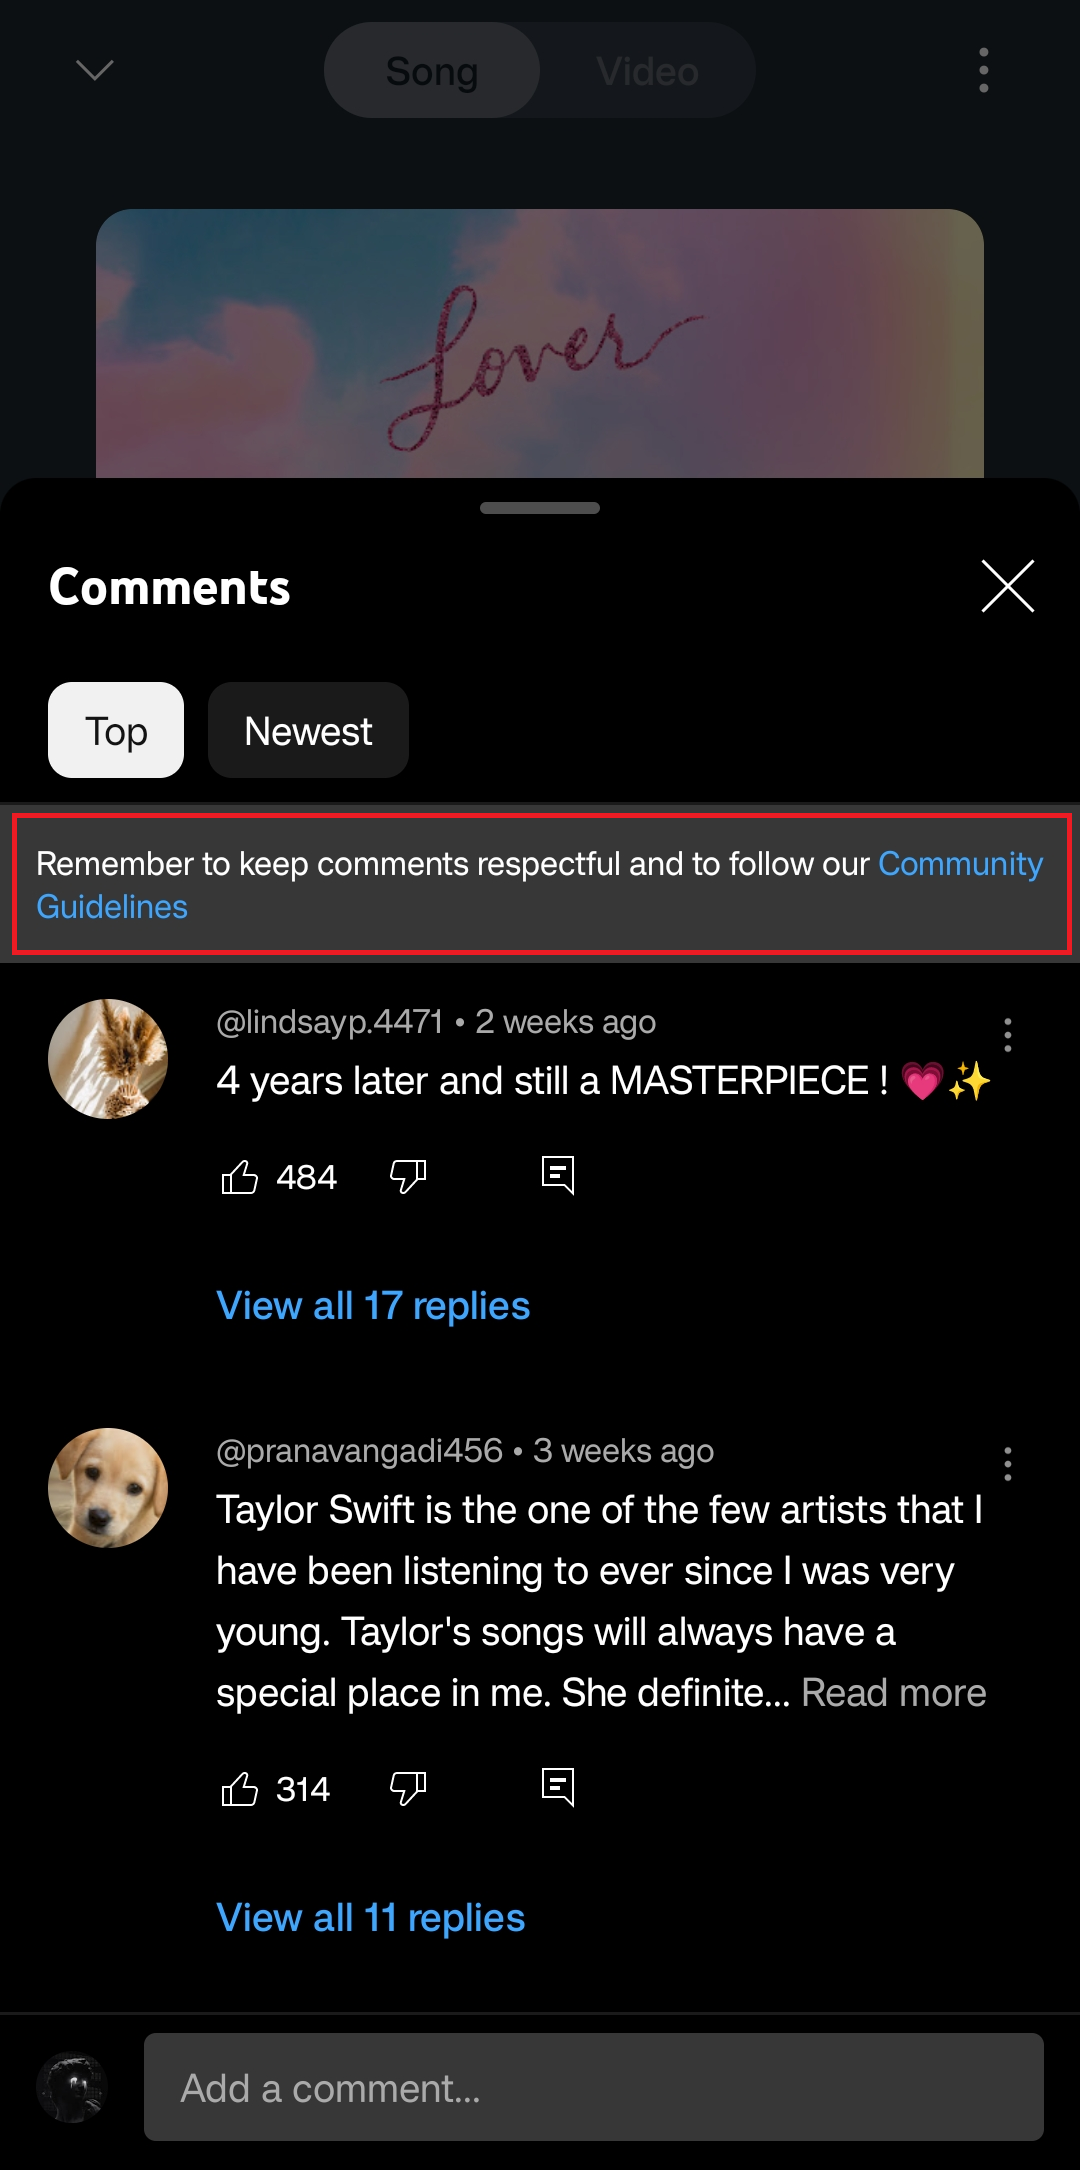 Song Video
Lover
Comments
Top Newest
Remember to keep comments respectful and to follow our Community
Guidelines
@lindsayp.4471 • 2 weeks ago
4 years later and still a MASTERPIECE ! 💗✨
484
View all 17 replies
@pranavangadi456 • 3 weeks ago
Taylor Swift is the one of the few artists that I
have been listening to ever since I was very
young. Taylor's songs will always have a
special place in me. She definite... Read more
314
View all 11 replies
Add a comment...